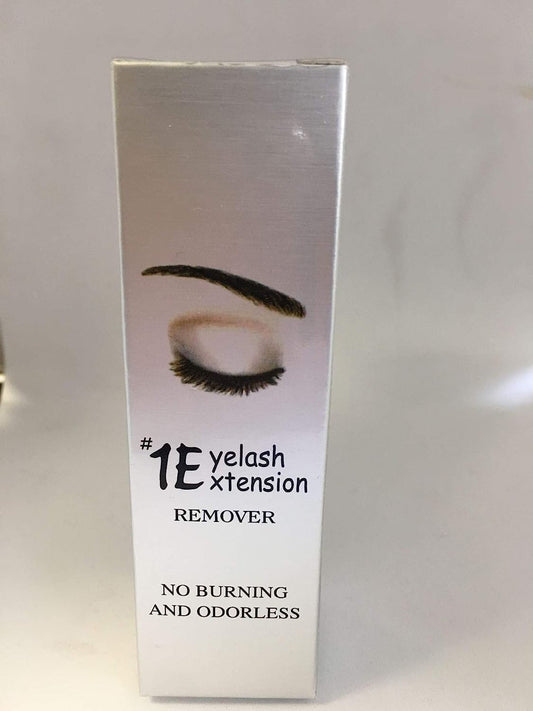 #1Eyelash
Extension
REMOVER
NO BURNING
AND ODORLESS